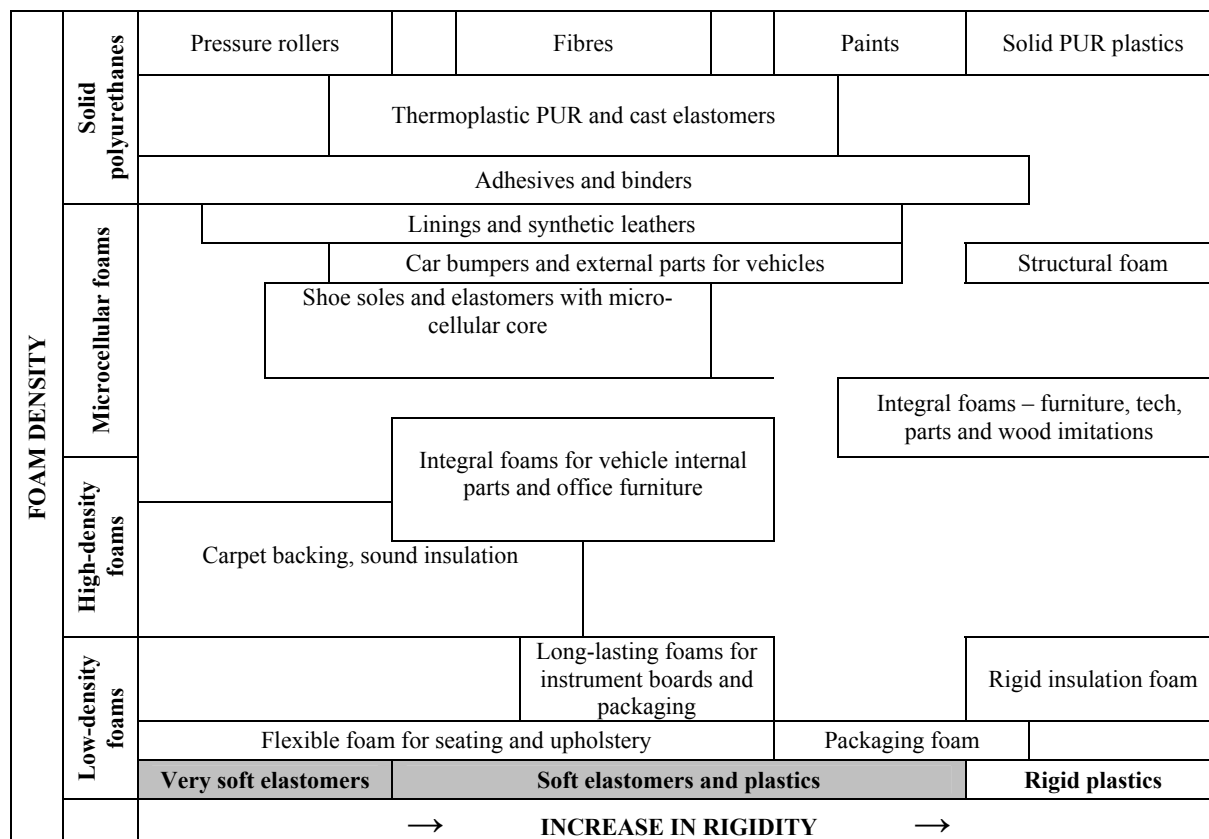 FOAM DENSITY
Solid
polyurethanes
Pressure rollers
Fibres
Paints
Solid PUR plastics
Thermoplastic PUR and cast elastomers
Adhesives and binders
Microcellular foams
Linings and synthetic leathers
Car bumpers and external parts for vehicles
Structural foam
Shoe soles and elastomers with micro-
cellular core
Integral foams – furniture, tech,
parts and wood imitations
High-density
foams
Integral foams for vehicle internal
parts and office furniture
Carpet backing, sound insulation
Low-density
foams
Long-lasting foams for
instrument boards and
packaging
Rigid insulation foam
Flexible foam for seating and upholstery
Packaging foam
Very soft elastomers
Soft elastomers and plastics
Rigid plastics
→ INCREASE IN RIGIDITY →